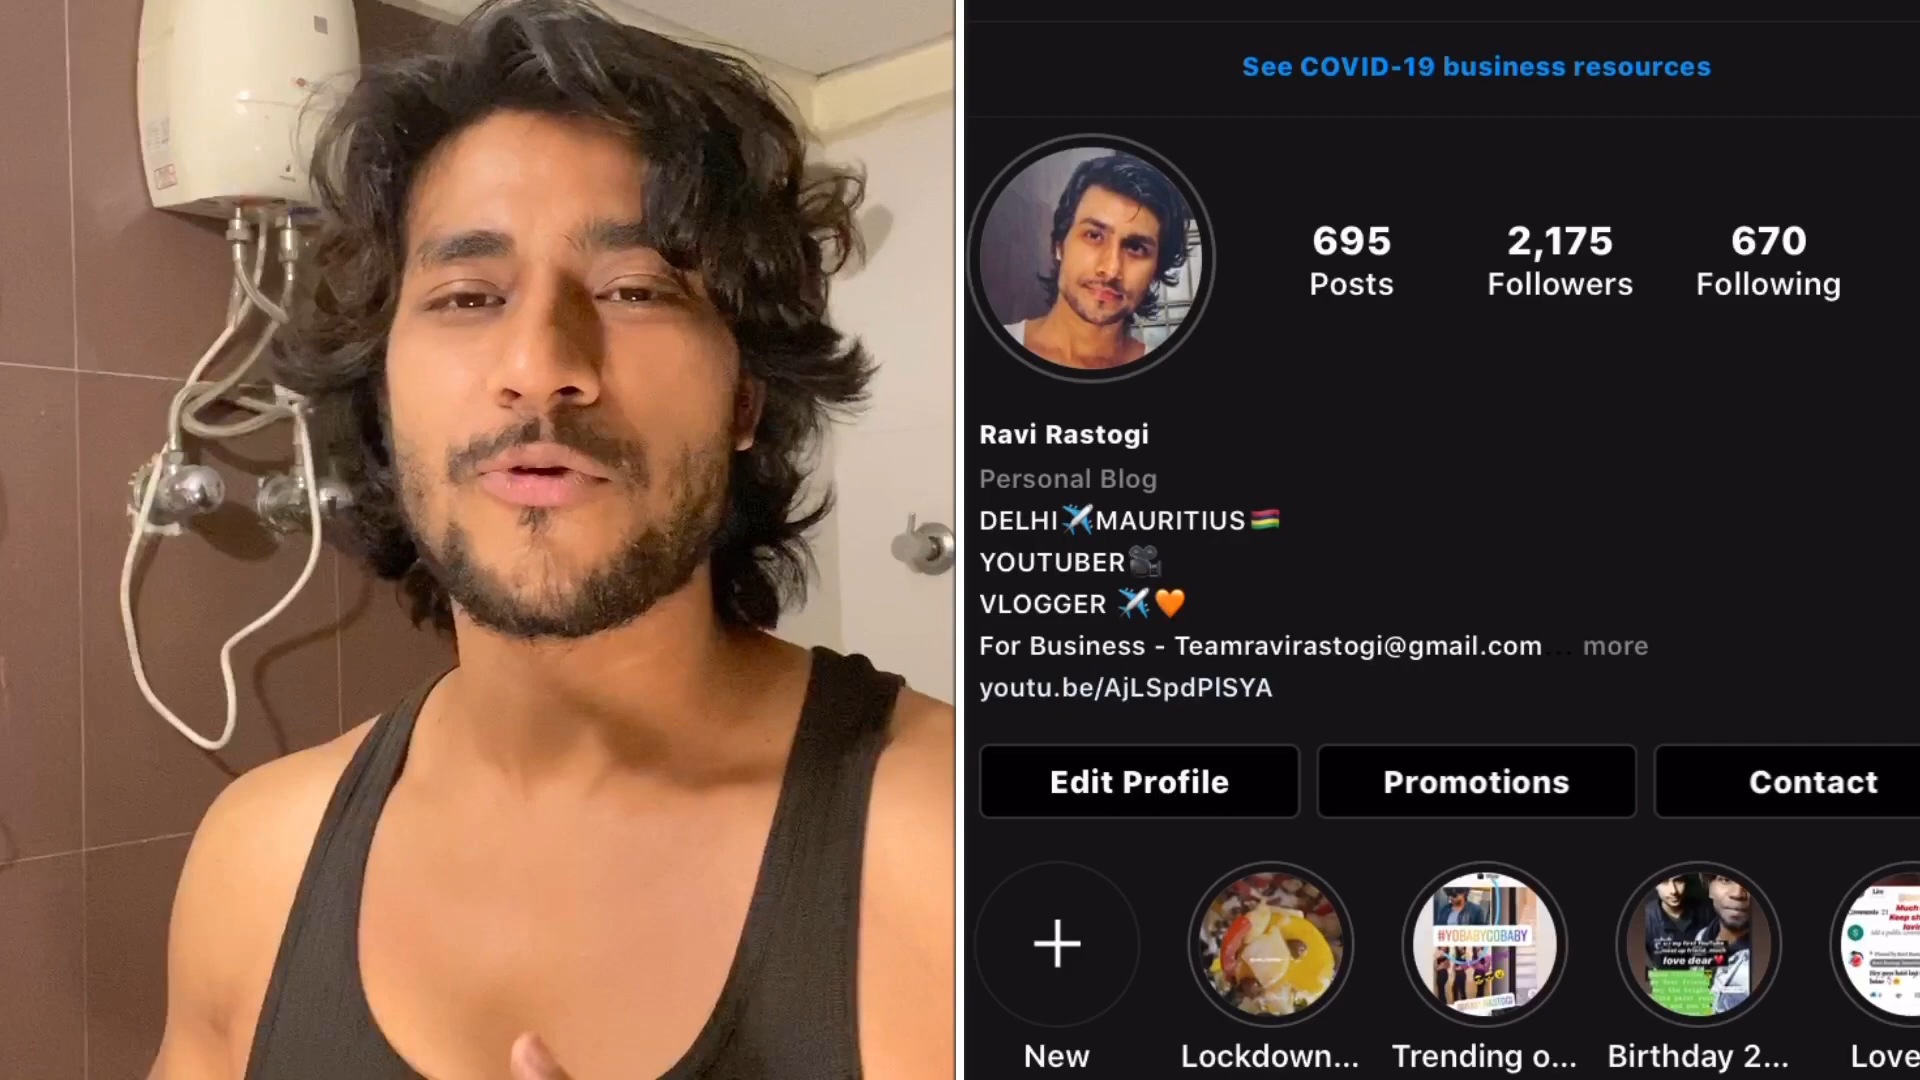 See COVID-19 business resources
695 2,175 670
Posts Followers Following
Ravi Rastogi
Personal Blog
DELHI✈️MAURITIUS🇲🇺
YOUTUBER🎥
VLOGGER ✈️🧡
For Business - Teamravirastogi@gmail.com ... more
youtu.be/AjLSpdPlSYA
Edit Profile Promotions Contact
#YOBABYGOBABY
love dear❤️
New Lockdown... Trending o... Birthday 2... Love